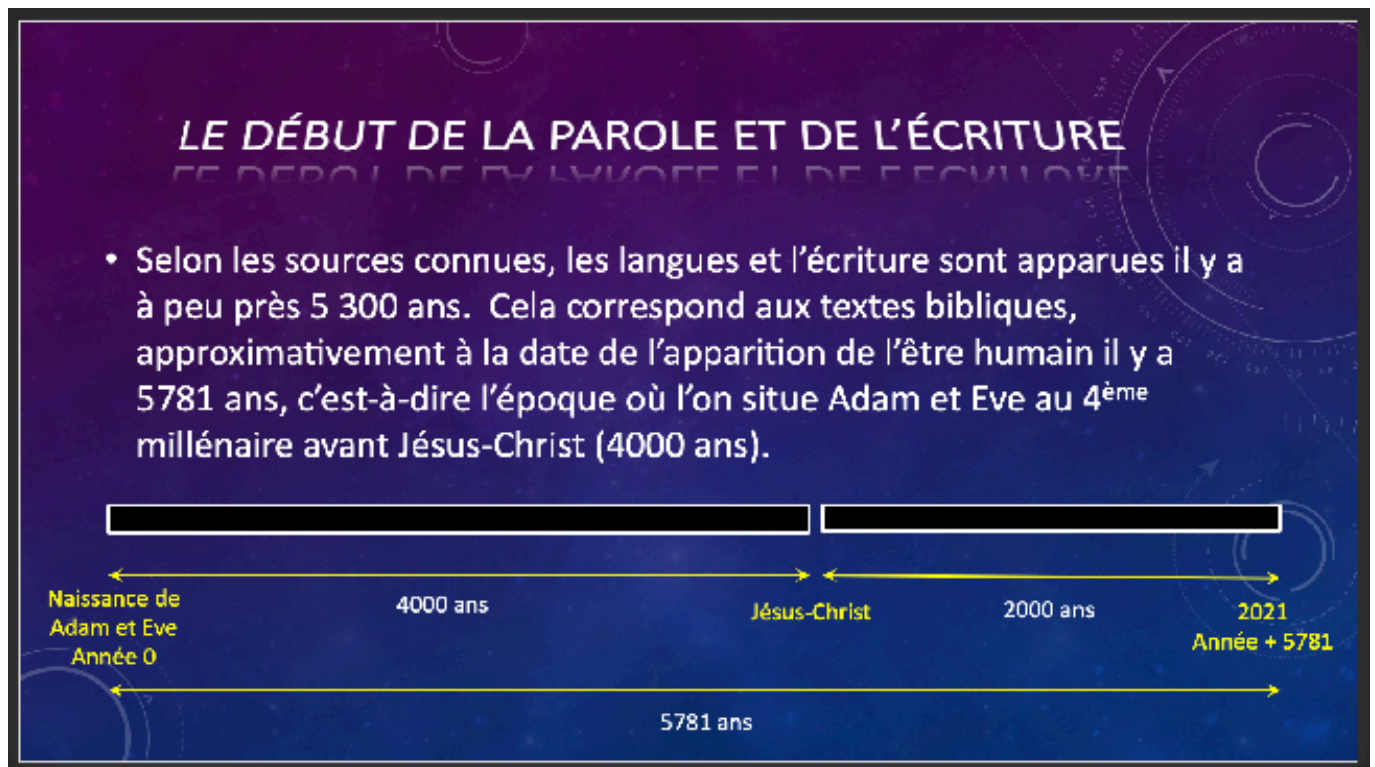 LE DÉBUT DE LA PAROLE ET DE L'ÉCRITURE
• Selon les sources connues, les langues et l'écriture sont apparues il y a
à peu près 5 300 ans. Cela correspond aux textes bibliques,
approximativement à la date de l'apparition de l'être humain il y a
5781 ans, c'est-à-dire l'époque où l'on situe Adam et Eve au 4ème
millénaire avant Jésus-Christ (4000 ans).
Naissance de
Adam et Eve
Année 0
4000 ans
Jésus-Christ
2000 ans
2021
Année + 5781
5781 ans